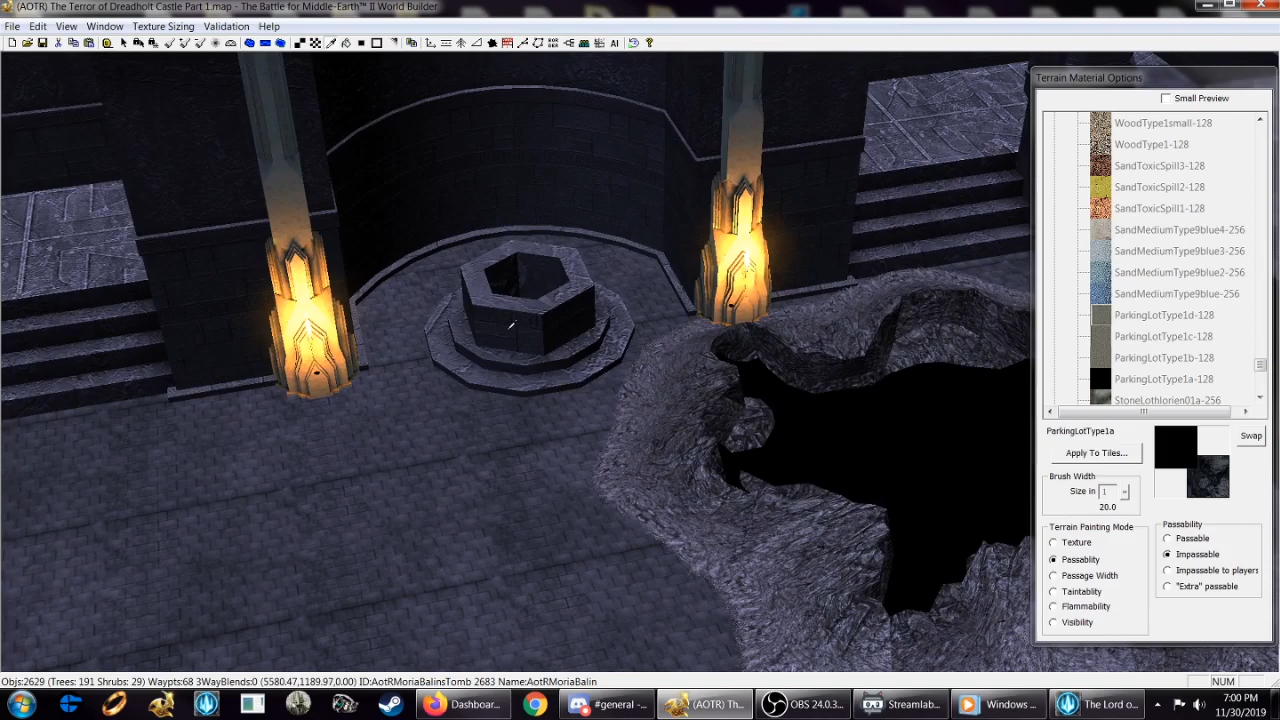 (AOTR) The Terror of Dreadholt Castle Part 1.map - The Battle for Middle-Earth™ II World Builder
File Edit View Window Texture Sizing Validation Help
Terrain Material Options
Small Preview
WoodType1small-128
WoodType1-128
SandToxicSpill3-128
SandToxicSpill2-128
SandToxicSpill1-128
SandMediumType9blue4-256
SandMediumType9blue3-256
SandMediumType9blue2-256
SandMediumType9blue-256
ParkingLotType1d-128
ParkingLotType1c-128
ParkingLotType1b-128
ParkingLotType1a-128
StoneLothlorien01a-256
ParkingLotType1a
Swap
Apply To Tiles...
Brush Width
Size in 1
20.0
Terrain Painting Mode
Texture
Passablity
Passage Width
Taintablity
Flammability
Visibility
Passability
Passable
Impassable
Impassable to players
"Extra" passable
Objs:2629 (Trees: 191 Shrubs: 29) Waypts:68 3WayBlends:0 (5580.47,1189.97,0.00) ID:AotRMoriaBalinsTomb 2683 Name:AotRMoriaBalin
NUM
Dashboar... #general -... (AOTR) Th... OBS 24.0.3... Streamlab... Windows ... The Lord o...
7:00 PM
11/30/2019